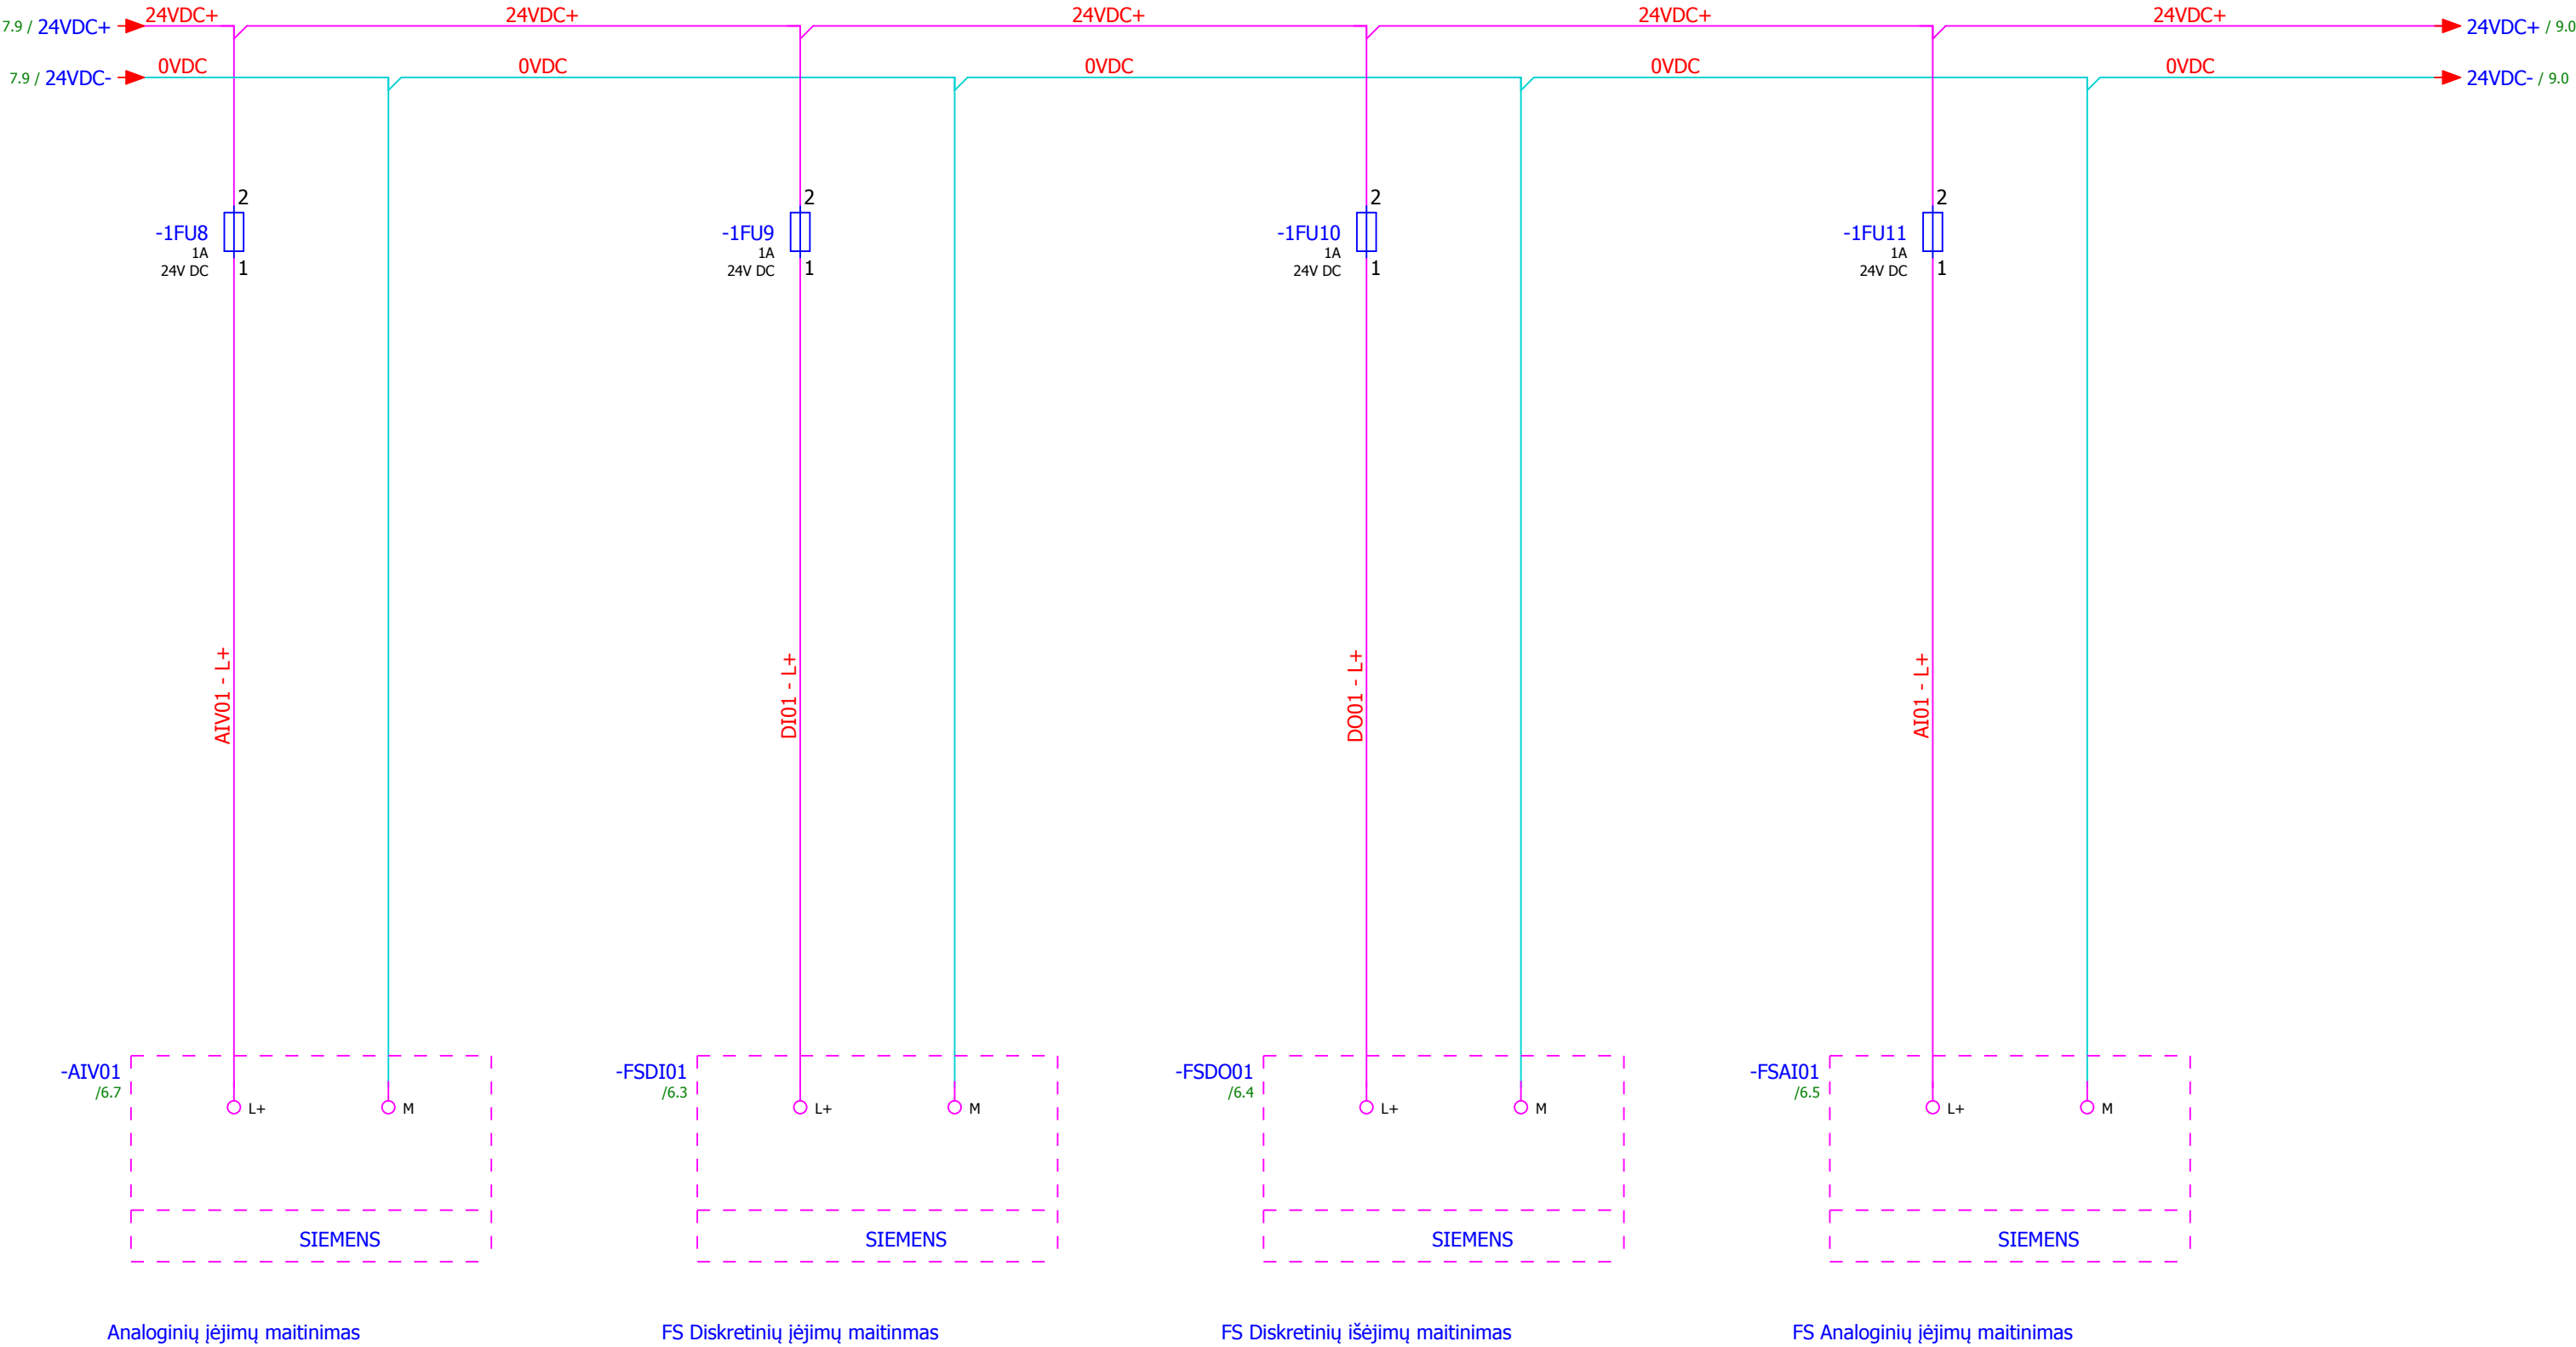 7.9 / 24VDC+ 24VDC+ 24VDC+ 24VDC+ 24VDC+ 24VDC+ 24VDC+ / 9.0
7.9 / 24VDC- 0VDC 0VDC 0VDC 0VDC 0VDC 24VDC- / 9.0
2 2 2 2
-1FU8 -1FU9 -1FU10 -1FU11
1A 1A 1A 1A
24V DC 1 24V DC 1 24V DC 1 24V DC 1
AIV01 - L+ DI01 - L+ DO01 - L+ AI01 - L+
-AIV01 -FSDI01 -FSDO01 -FSAI01
/6.7 /6.3 /6.4 /6.5
L+ M L+ M L+ M L+ M
SIEMENS SIEMENS SIEMENS SIEMENS
Analoginių įėjimų maitinimas FS Diskretinių įėjimų maitinmas FS Diskretinių išėjimų maitinimas FS Analoginių įėjimų maitinimas